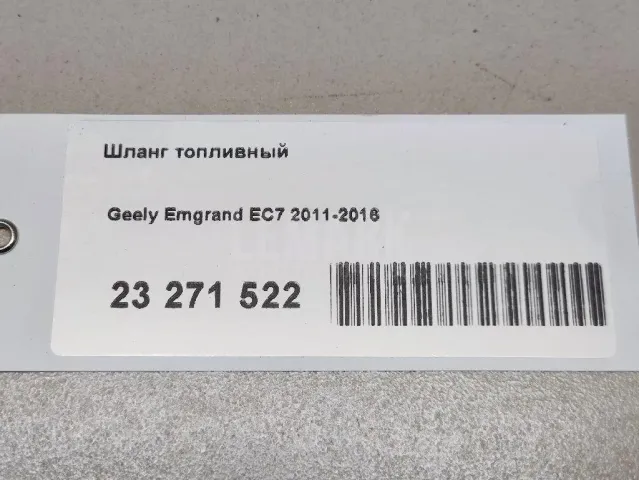 Шланг топливный
Geely Emgrand EC7 2011-2016
23 271 522